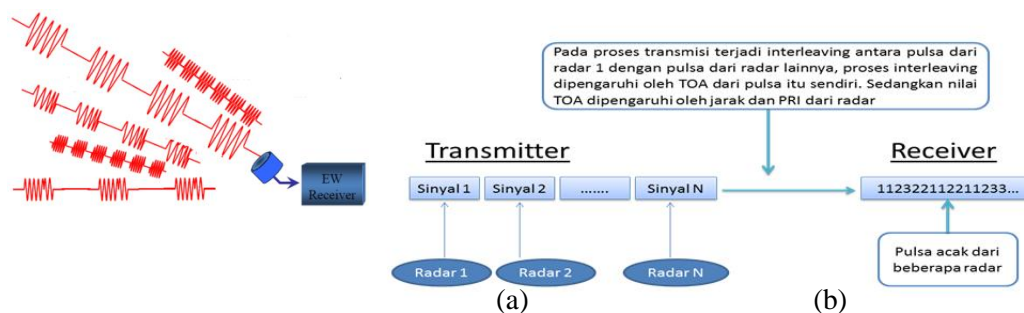 Pada proses transmisi terjadi interleaving antara pulsa dari
radar 1 dengan pulsa dari radar lainnya, proses interleaving
dipengaruhi oleh TOA dari pulsa itu sendiri. Sedangkan nilai
TOA dipengaruhi oleh jarak dan PRI dari radar
EW
Receiver
Transmitter
Receiver
Sinyal 1
Sinyal 2
.......
Sinyal N
112322112211233...
Radar 1
Radar 2
Radar N
Pulsa acak dari
beberapa radar
(a)
(b)